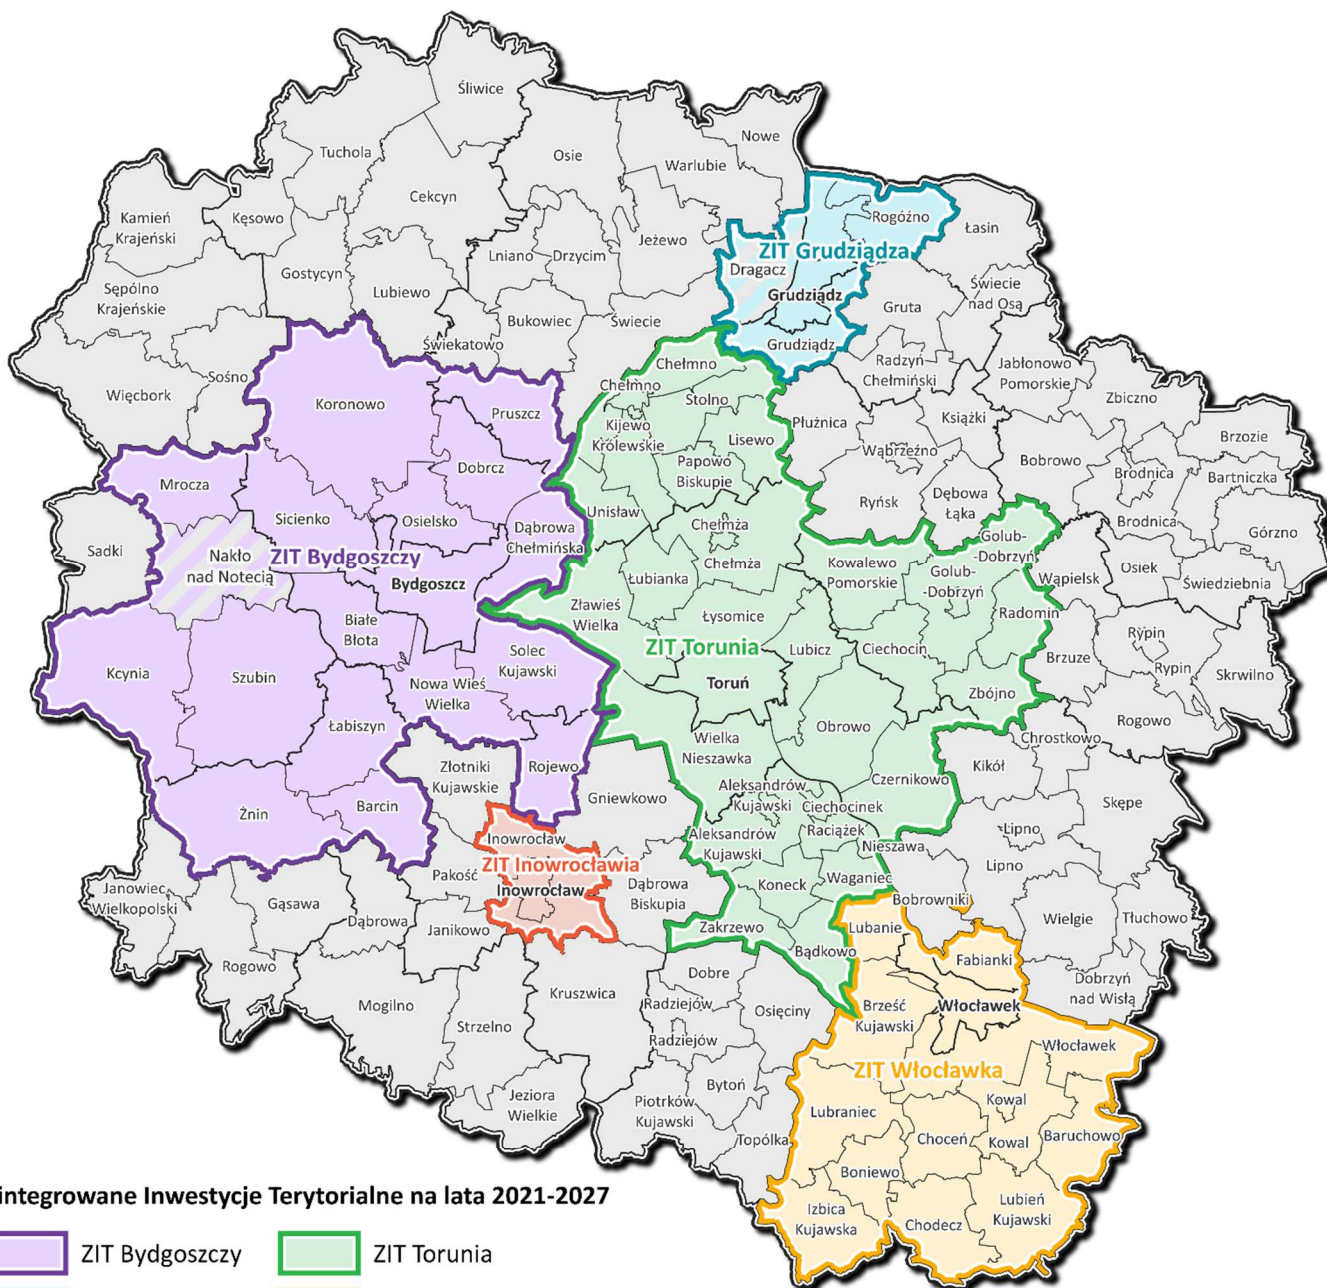 Śliwice
Nowe
Tuchola
Osie
Warlubie
Cekcyn
Kamień
Krajeński
Kęsowo
Rogóźno
Łasin
Jeżewo
Lniano
Drzycim
ZIT Grudziądza
Gostycyn
Dragacz
Sępólno
Krajeńskie
Lubiewo
Świecie
nad Osą
Grudziądz
Gruta
Bukowiec
Świecie
Świekatowo
Grudziądz
Radzyń
Chełmiński
Jabłonowo
Pomorskie
Chełmno
Sośno
Więcbork
Chełmno
Stolno
Zbiczno
Koronowo
Pruszcz
Kijewo
Królewskie
Lisewo
Płużnica
Książki
Brzozie
Wąbrzeźno
Bobrowo
Dobrcz
Papowo
Biskupie
Brodnica
Bartniczka
Mrocza
Ryńsk
Dębowa
Łąka
Unisław
Sicienko
Osielsko
Dąbrowa
Chełmińska
Chełmża
Brodnica
Górzno
Sadki
Nakło
nad Notecią
ZIT Bydgoszczy
Chełmża
Golub-
-Dobrzyń
Kowalewo
Pomorskie
Golub-
-Dobrzyń
Wąpielsk
Osiek
Świedziebnia
Bydgoszcz
Łubianka
Zławieś
Wielka
Łysomice
Radomin
Białe
Błota
Rypin
Solec
Kujawski
ZIT Torunia
Lubicz
Ciechocin
Brzuze
Rypin
Skrwilno
Kcynia
Szubin
Nowa Wieś
Wielka
Toruń
Zbójno
Łabiszyn
Obrowo
Rogowo
Wielka
Nieszawka
Chrostkowo
Złotniki
Kujawskie
Rojewo
Kikół
Czernikowo
Gniewkowo
Aleksandrów
Kujawski
Ciechocinek
Skępe
Żnin
Barcin
Raciążek
Lipno
Inowrocław
Aleksandrów
Kujawski
Nieszawa
ZIT Inowrocławia
Lipno
Pakość
Waganiec
Janowiec
Wielkopolski
Inowrocław
Dąbrowa
Biskupia
Koneck
Bobrowniki
Gąsawa
Dąbrowa
Janikowo
Zakrzewo
Lubanie
Wielgie
Tłuchowo
Bądkowo
Fabianki
Rogowo
Dobre
Dobrzyń
nad Wisłą
Mogilno
Kruszwica
Radziejów
Osięciny
Brześć
Kujawski
Włocławek
Strzelno
Radziejów
Włocławek
ZIT Włocławka
Bytoń
Jeziora
Wielkie
Piotrków
Kujawski
Lubraniec
Kowal
Topólka
Choceń
Kowal
Baruchowo
Boniewo
Izbica
Kujawska
Chodecz
Lubień
Kujawski
integrowane Inwestycje Terytorialne na lata 2021-2027
ZIT Bydgoszczy
ZIT Torunia